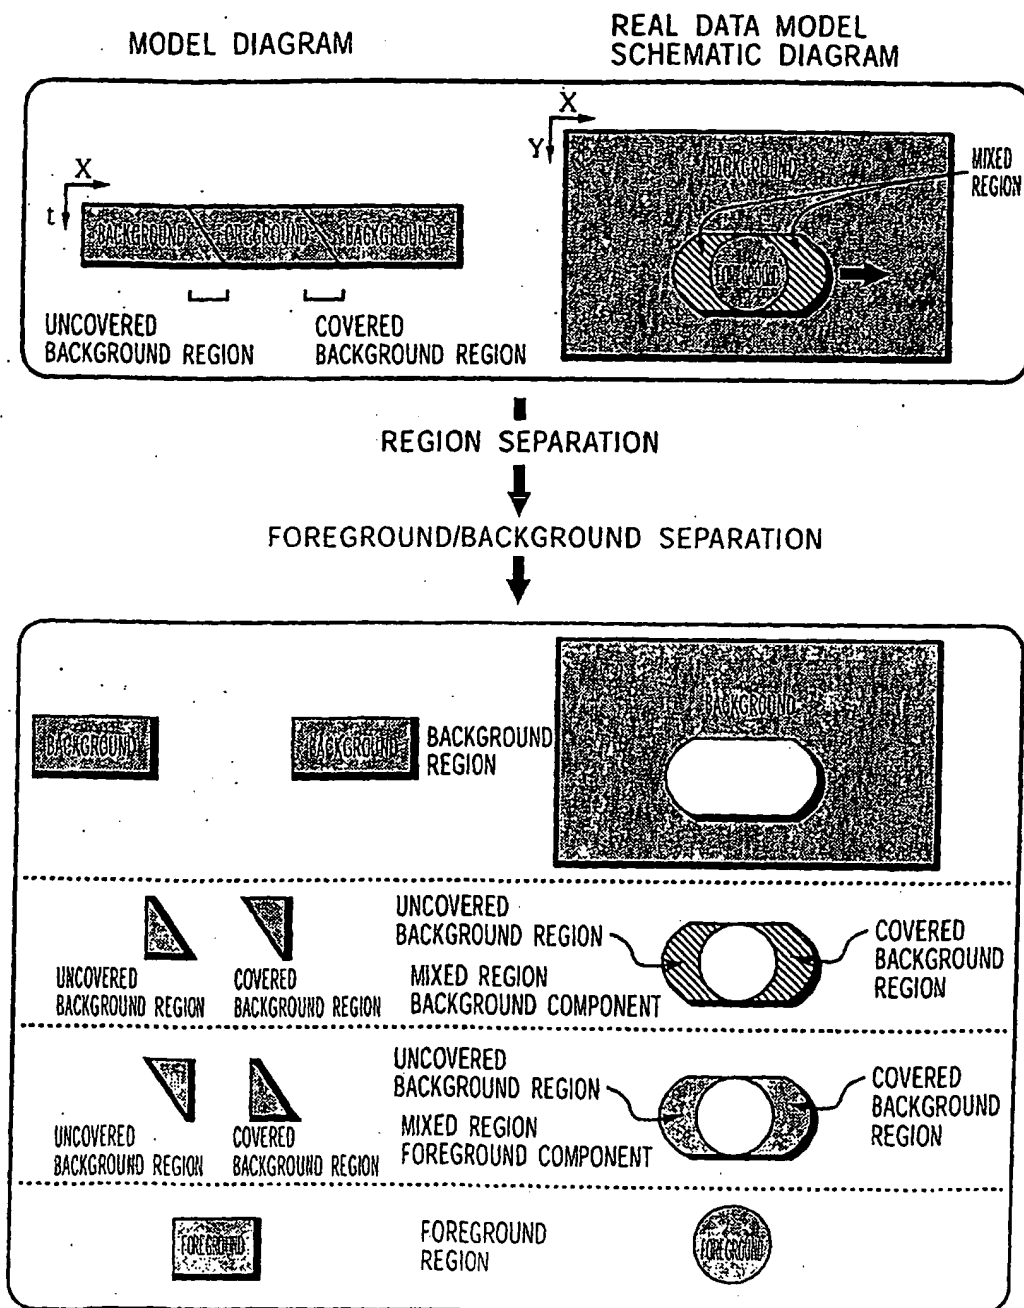 MODEL DIAGRAM
REAL DATA MODEL
SCHEMATIC DIAGRAM
X
t
BACKGROUND
FOREGROUND
BACKGROUND
UNCOVERED
BACKGROUND REGION
COVERED
BACKGROUND REGION
X
Y
BACKGROUND
MIXED
REGION
FOREGROUND
REGION SEPARATION
FOREGROUND/BACKGROUND SEPARATION
BACKGROUND
BACKGROUND
BACKGROUND
REGION
BACKGROUND
UNCOVERED
BACKGROUND REGION
COVERED
BACKGROUND REGION
UNCOVERED
BACKGROUND REGION
MIXED REGION
BACKGROUND COMPONENT
COVERED
BACKGROUND
REGION
UNCOVERED
BACKGROUND REGION
COVERED
BACKGROUND REGION
UNCOVERED
BACKGROUND REGION
MIXED REGION
FOREGROUND COMPONENT
COVERED
BACKGROUND
REGION
FOREGROUND
FOREGROUND
REGION
FOREGROUND